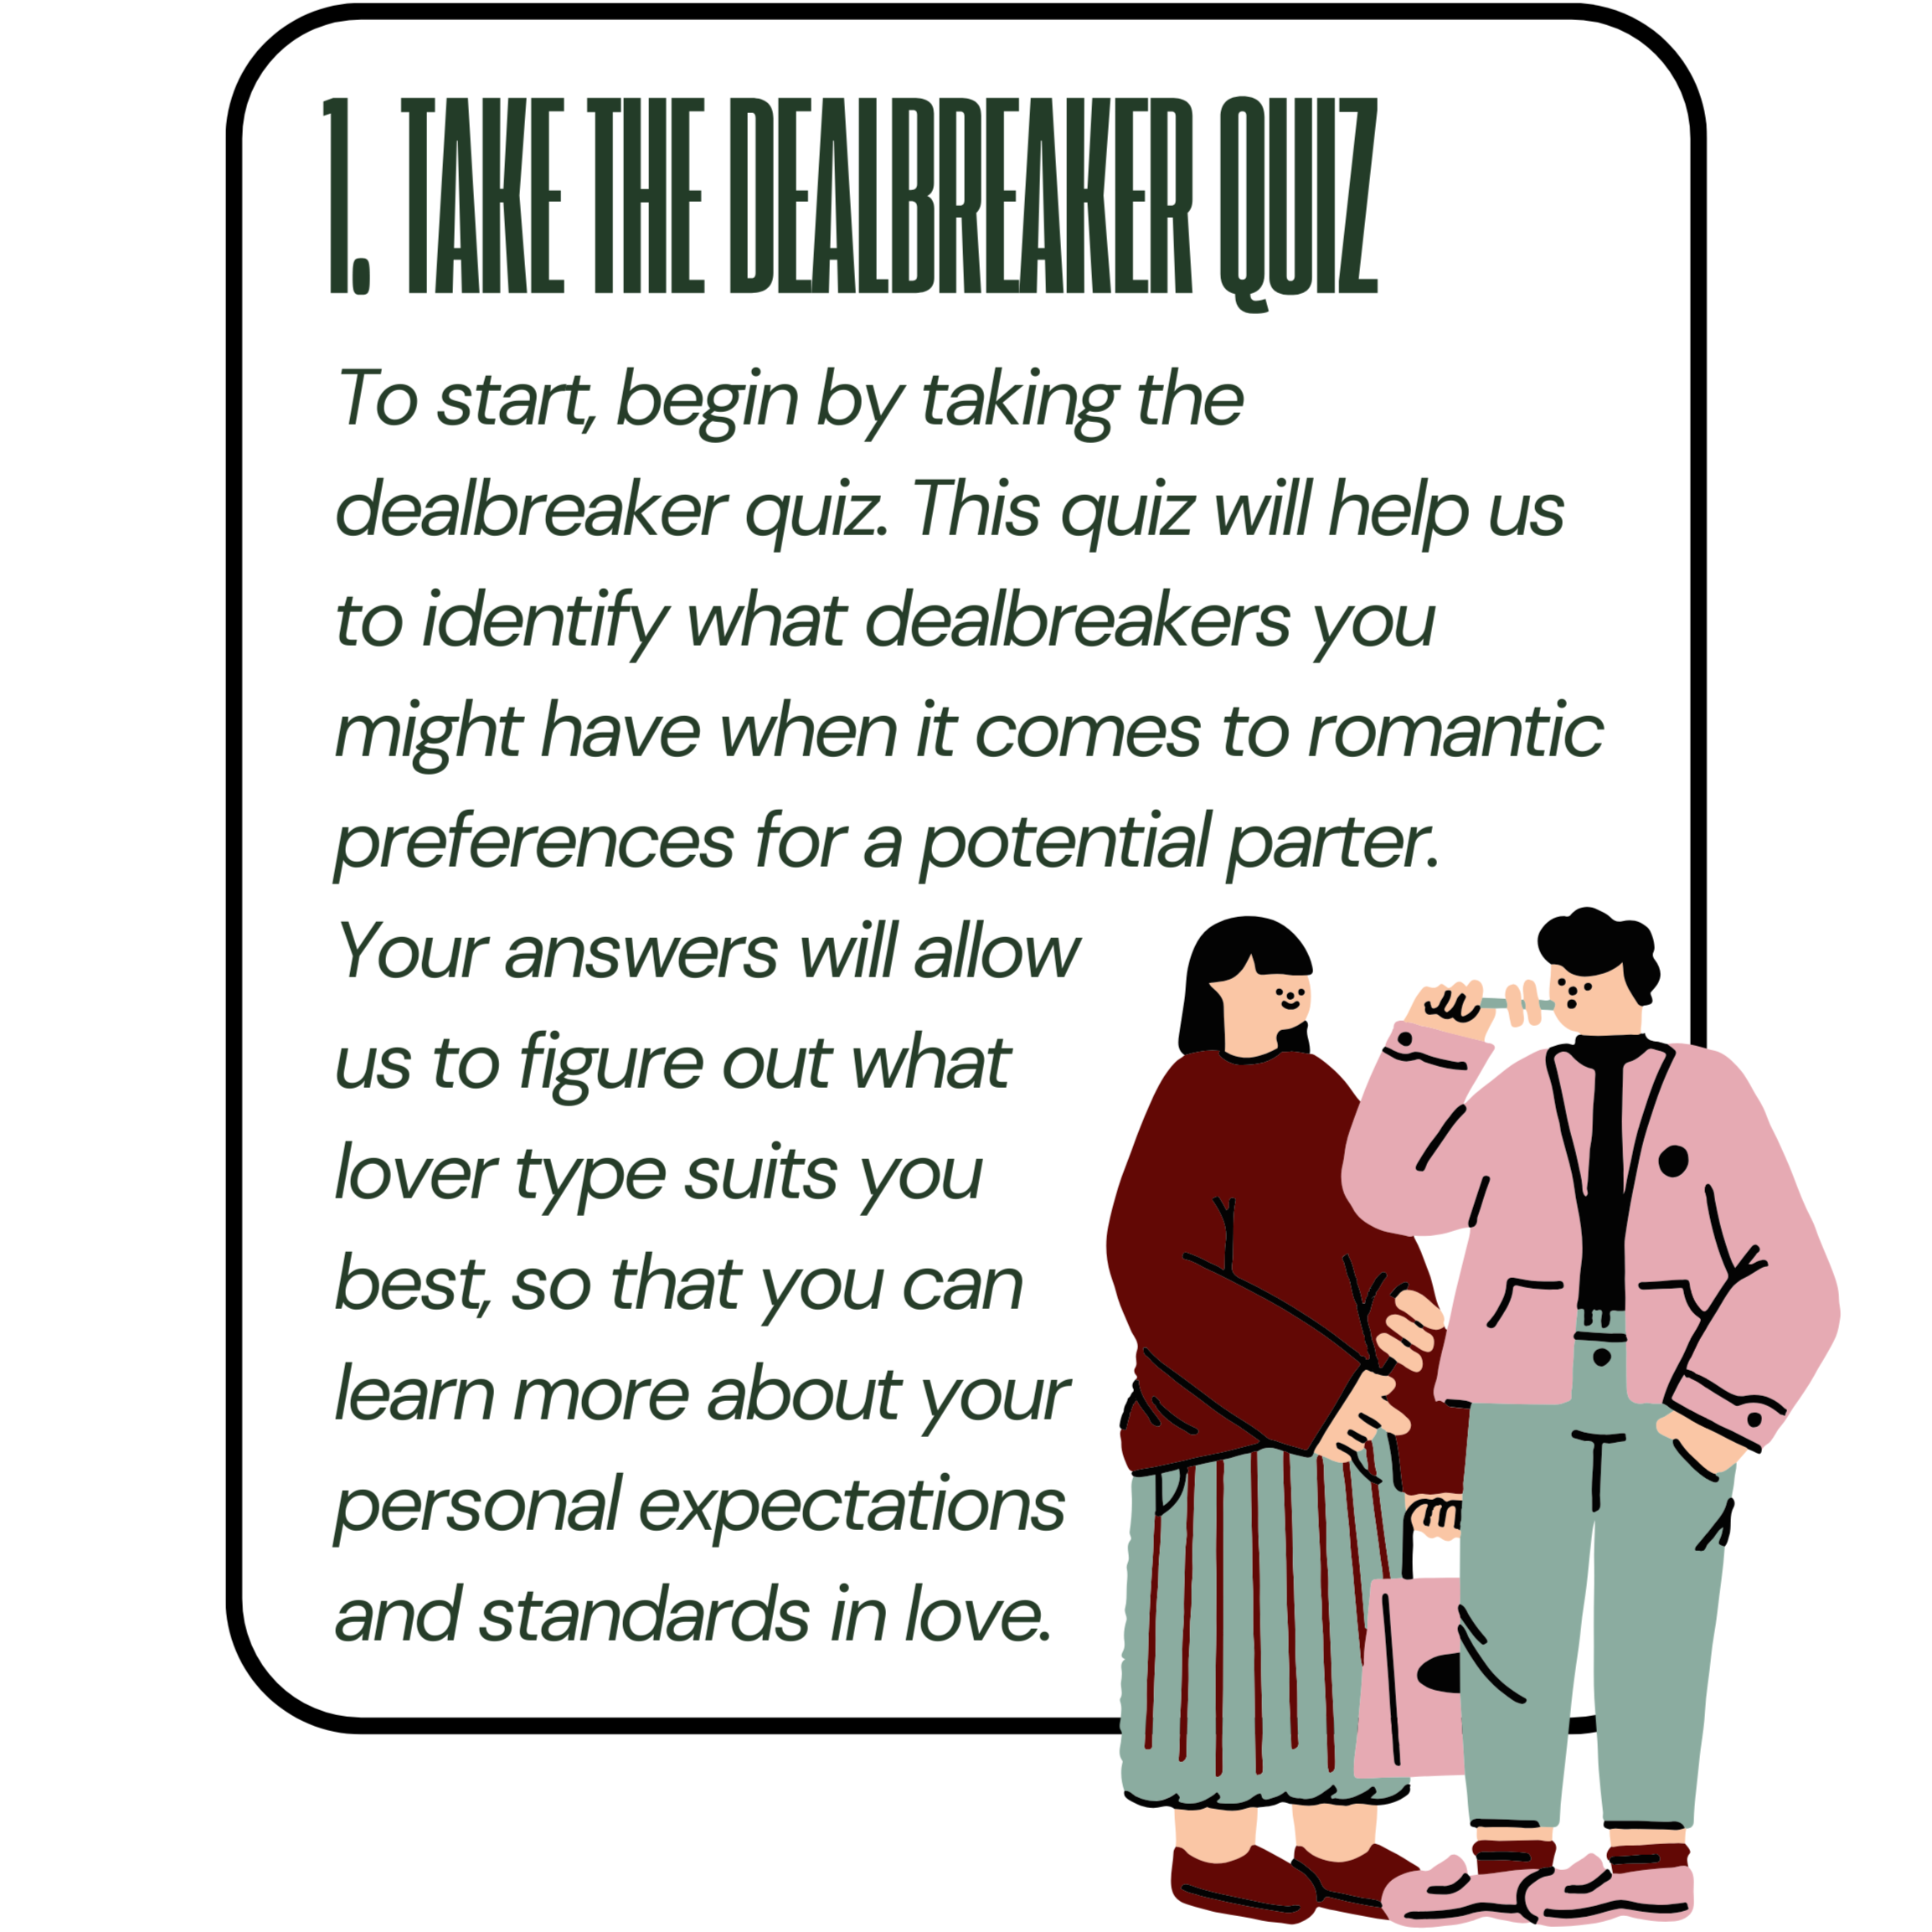 1. TAKE THE DEALBREAKER QUIZ
To start, begin by taking the
dealbreaker quiz. This quiz will help us
to identify what dealbreakers you
might have when it comes to romantic
preferences for a potential parter.
Your answers will allow
us to figure out what
lover type suits you
best, so that you can
learn more about your
personal expectations
and standards in love.